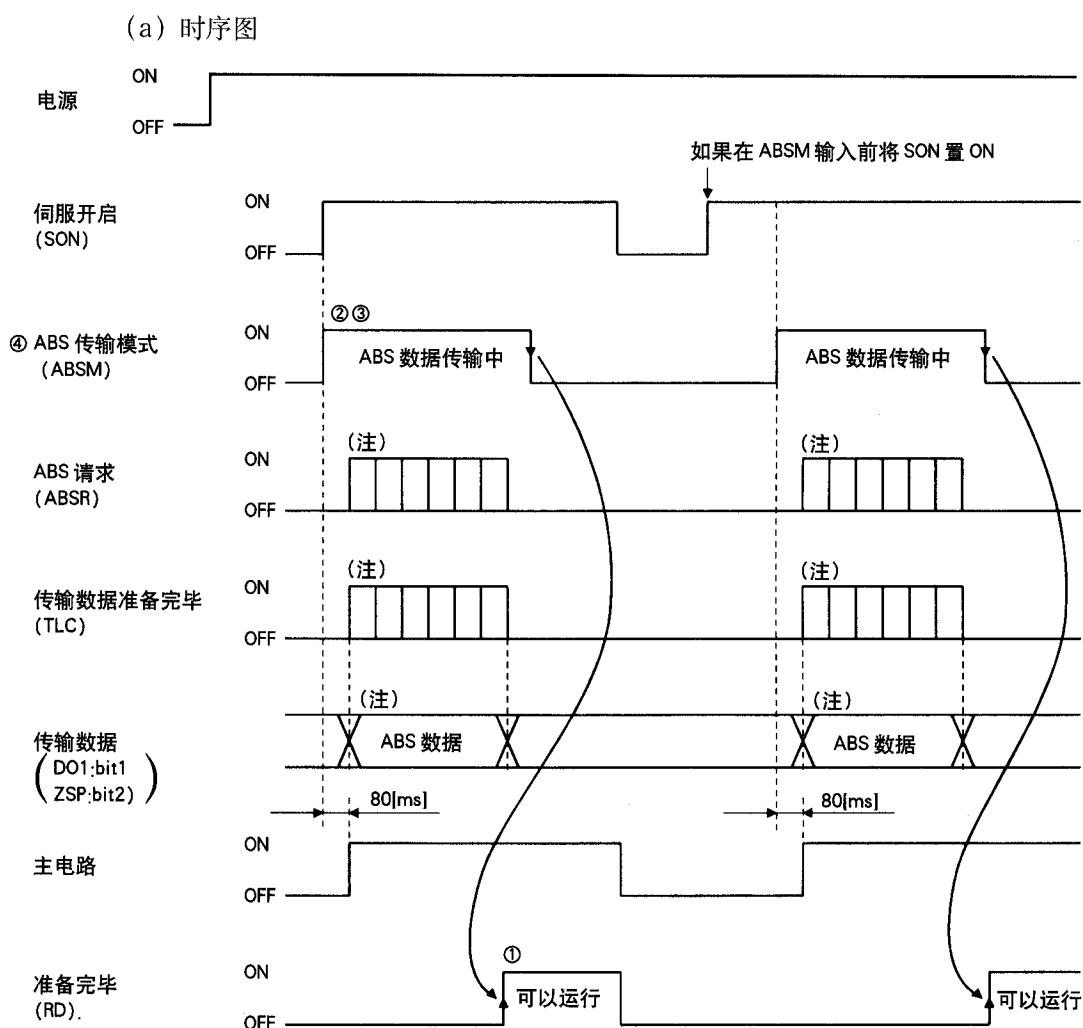 (a) 时序图
电源
ON
OFF
如果在 ABSM 输入前将 SON 置 ON
伺服开启
(SON)
ON
OFF
④ ABS 传输模式
(ABSM)
ON
OFF
②③
ABS 数据传输中
ABS 数据传输中
ABS 请求
(ABSR)
ON
OFF
(注)
(注)
传输数据准备完毕
(TLC)
ON
OFF
(注)
(注)
传输数据
(DO1:bit1
ZSP:bit2)
(注)
(注)
ABS 数据
ABS 数据
80[ms]
80[ms]
主电路
ON
OFF
准备完毕
(RD).
ON
OFF
①
可以运行
可以运行